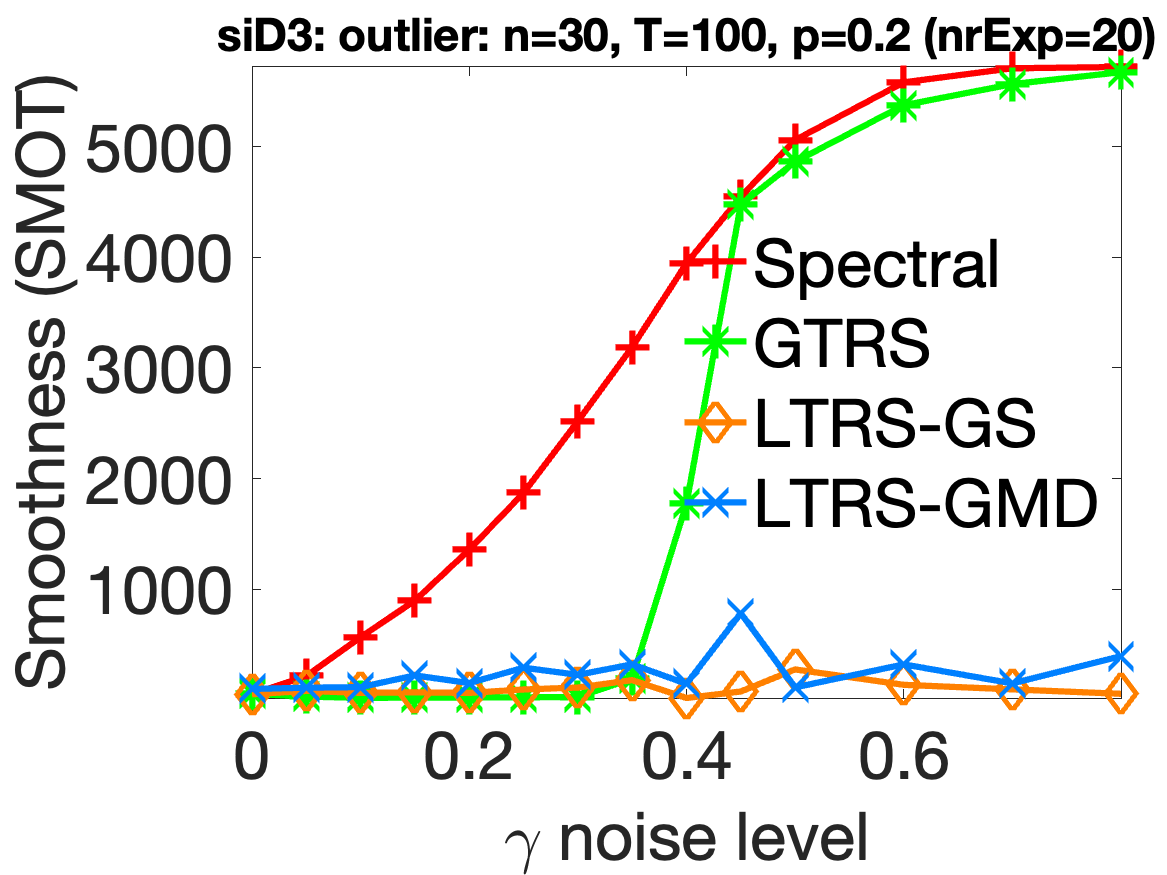 siD3: outlier: n=30, T=100, p=0.2 (nrExp=20)
Smoothness (SMOT)
5000
4000
3000
2000
1000
Spectral
GTRS
LTRS-GS
LTRS-GMD
0 0.2 0.4 0.6
γ noise level